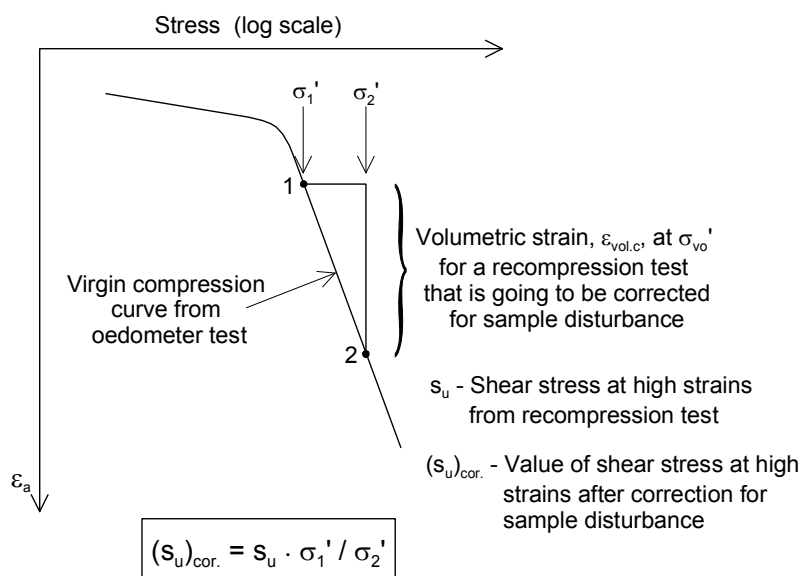 Stress (log scale)
σ₁'
σ₂'
1
Volumetric strain, εvol.c, at σvo'
for a recompression test
that is going to be corrected
for sample disturbance
Virgin compression
curve from
oedometer test
2
su - Shear stress at high strains
from recompression test
(su)cor. - Value of shear stress at high
strains after correction for
sample disturbance
εa
(su)cor. = su · σ₁' / σ₂'